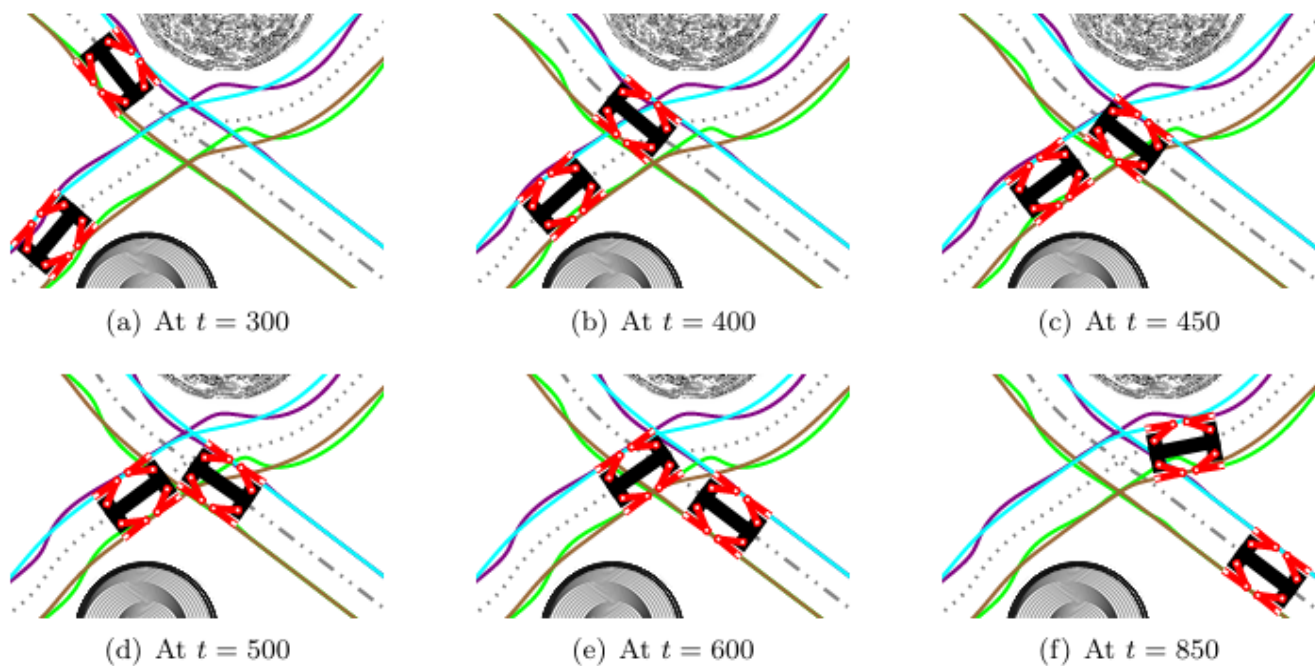 (a) At t = 300
(b) At t = 400
(c) At t = 450
(d) At t = 500
(e) At t = 600
(f) At t = 850